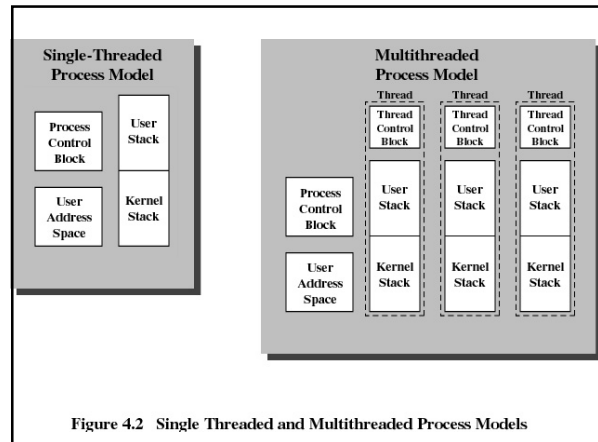 Single-Threaded
Process Model
Process
Control
Block
User
Address
Space
User
Stack
Kernel
Stack
Multithreaded
Process Model
Process
Control
Block
User
Address
Space
Thread
Thread
Control
Block
User
Stack
Kernel
Stack
Thread
Thread
Control
Block
User
Stack
Kernel
Stack
Thread
Thread
Control
Block
User
Stack
Kernel
Stack
Figure 4.2 Single Threaded and Multithreaded Process Models